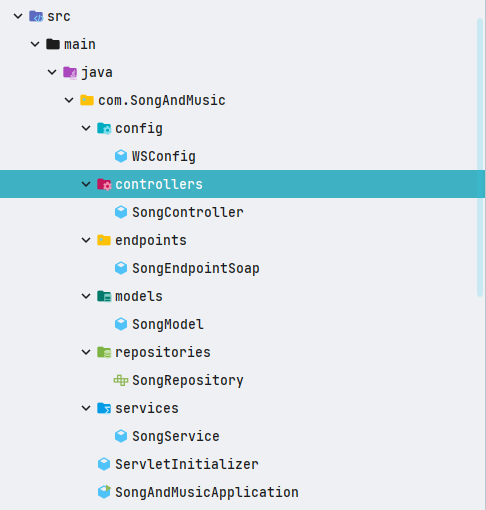 src
main
java
com.SongAndMusic
config
WSConfig
controllers
SongController
endpoints
SongEndpointSoap
models
SongModel
repositories
SongRepository
services
SongService
ServletInitializer
SongAndMusicApplication